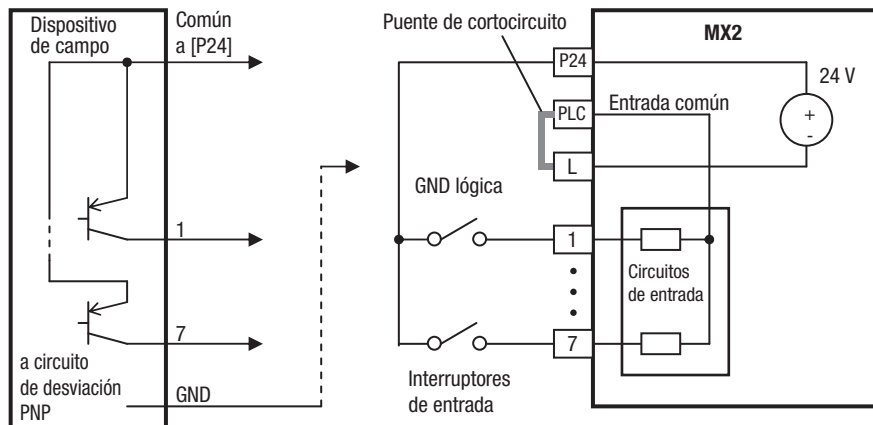 Dispositivo
de campo
Común
a [P24]
1
7
a circuito
de desviación
PNP
GND
Puente de cortocircuito
MX2
P24
24 V
PLC
Entrada común
+
-
L
GND lógica
1
Circuitos
de entrada
7
Interruptores
de entrada